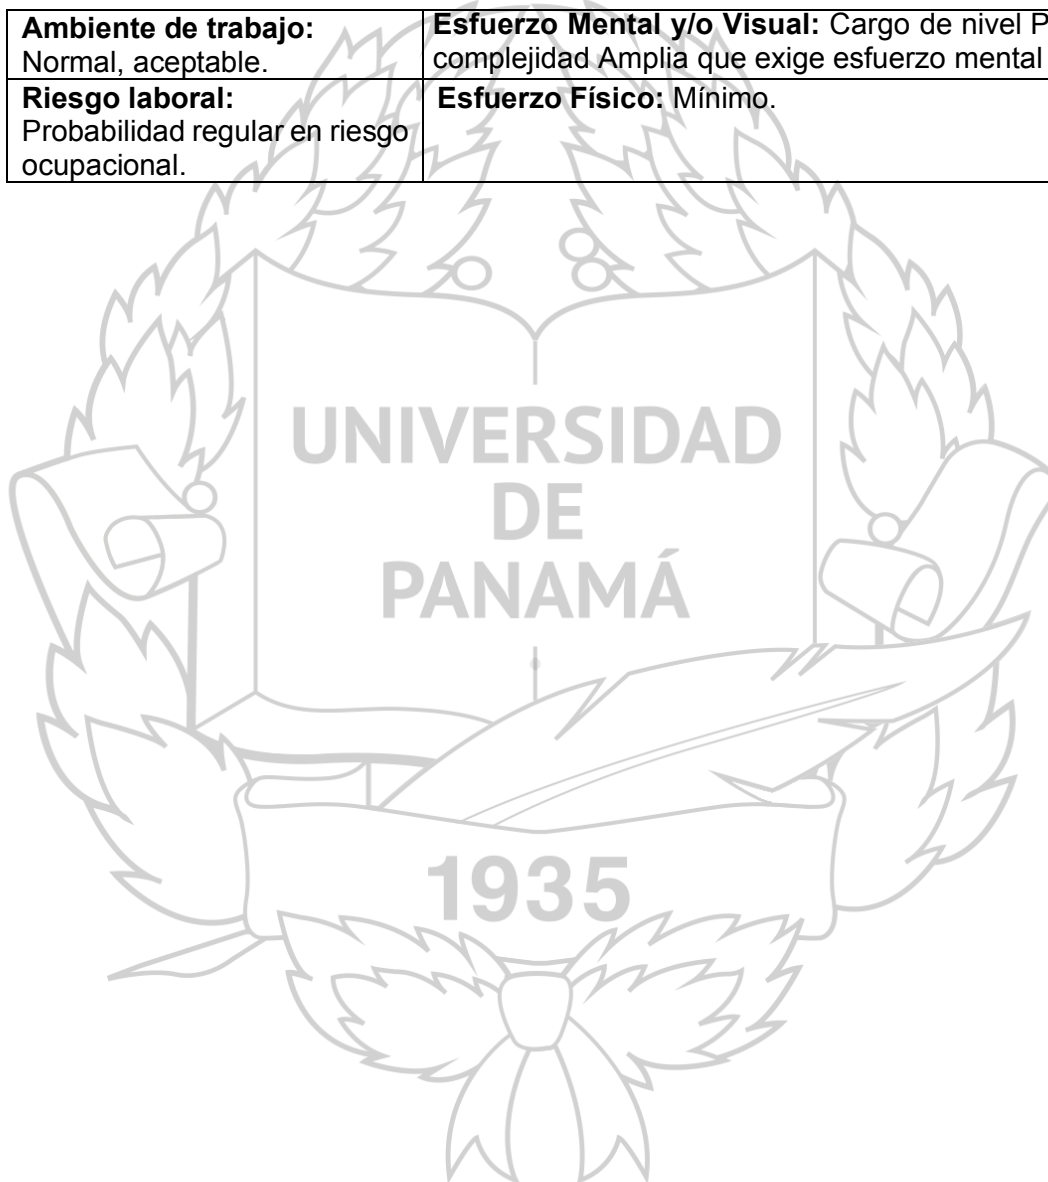 Ambiente de trabajo:
Normal, aceptable.
Esfuerzo Mental y/o Visual: Cargo de nivel P
complejidad Amplia que exige esfuerzo mental
Riesgo laboral:
Probabilidad regular en riesgo
ocupacional.
Esfuerzo Físico: Mínimo.
UNIVERSIDAD
DE
PANAMÁ
1935